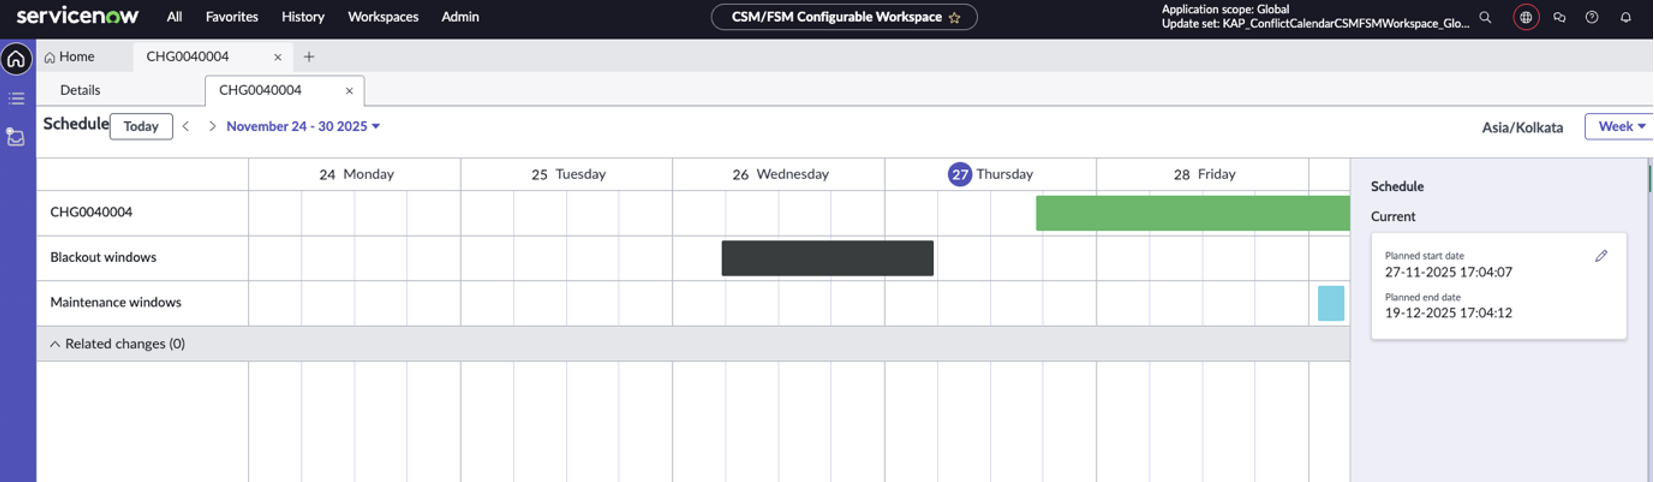 servicenow All Favorites History Workspaces Admin CSM/FSM Configurable Workspace Application scope: Global
Update set: KAP_ConflictCalendarCSMFSMWorkspace_Glo...
Home CHG0040004 × +
Details CHG0040004 ×
Schedule Today < > November 24 - 30 2025 Asia/Kolkata Week
24 Monday 25 Tuesday 26 Wednesday 27 Thursday 28 Friday
CHG0040004
Blackout windows
Maintenance windows
Related changes (0)
Schedule
Current
Planned start date
27-11-2025 17:04:07
Planned end date
19-12-2025 17:04:12